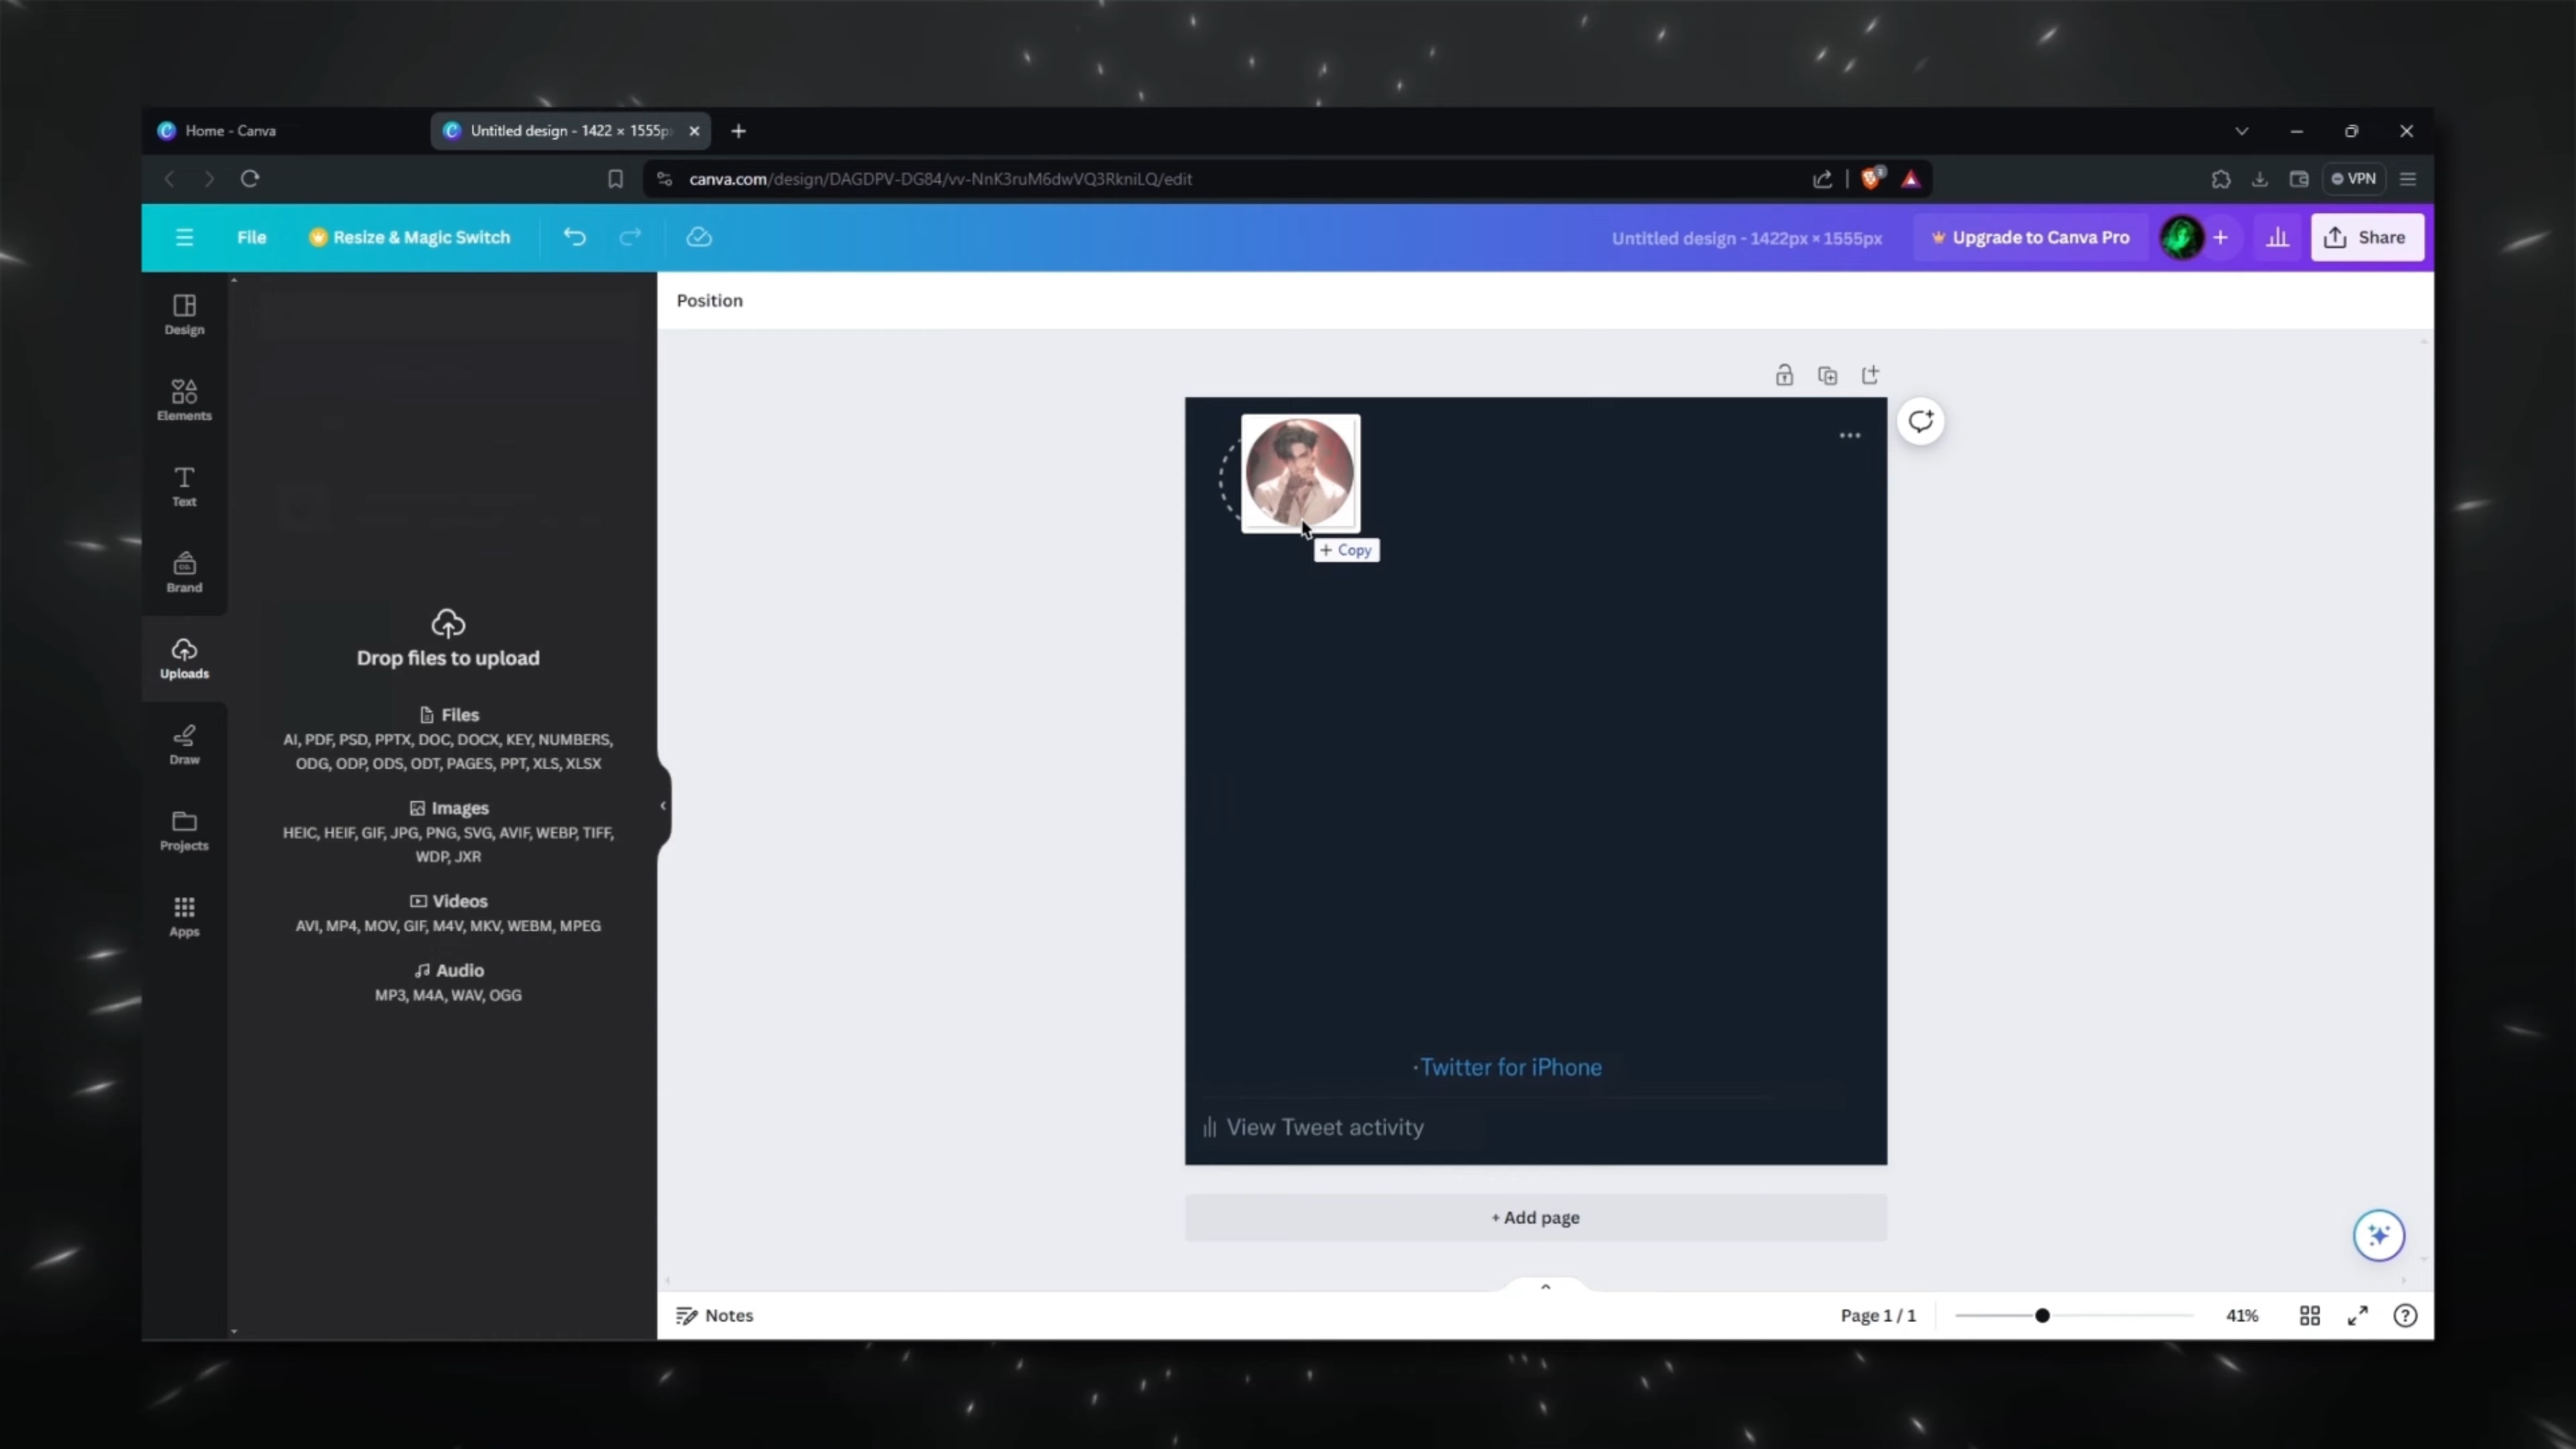 Home - Canva
Untitled design - 1422 × 1555p
canva.com/design/DAGDPV-DG84/vv-NnK3ruM6dwVQ3RkniLQ/edit
VPN
File
Resize & Magic Switch
Untitled design - 1422px × 1555px
Upgrade to Canva Pro
Share
Position
Design
Elements
Text
Brand
Uploads
Draw
Projects
Apps
Drop files to upload
Files
AI, PDF, PSD, PPTX, DOC, DOCX, KEY, NUMBERS,
ODG, ODP, ODS, ODT, PAGES, PPT, XLS, XLSX
Images
HEIC, HEIF, GIF, JPG, PNG, SVG, AVIF, WEBP, TIFF,
WDP, JXR
Videos
AVI, MP4, MOV, GIF, M4V, MKV, WEBM, MPEG
Audio
MP3, M4A, WAV, OGG
+ Copy
·Twitter for iPhone
View Tweet activity
+ Add page
Notes
Page 1 / 1
41%